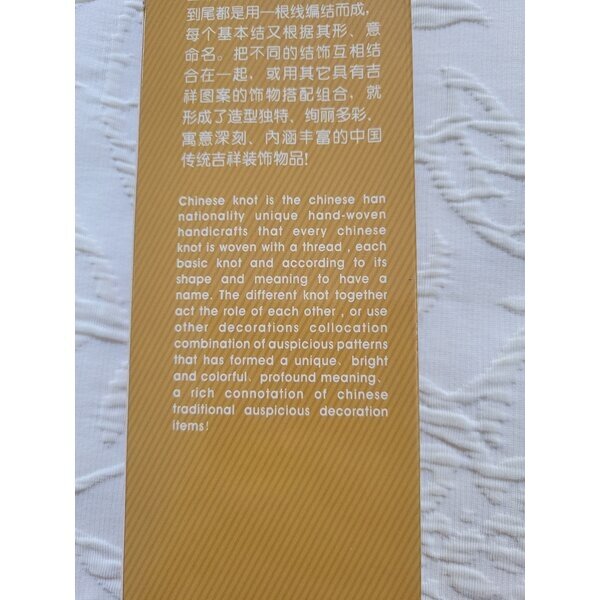 到尾都是用一根线编结而成,
每个基本结又根据其形、意
命名。把不同的结饰互相结
合在一起，或用其它具有吉
祥图案的饰物搭配组合，就
形成了造型独特、绚丽多彩、
寓意深刻、内涵丰富的中国
传统吉祥装饰物品!
Chinese knot is the chinese han
nationality unique hand-woven
handicrafts that every chinese
knot is woven with a thread , each
basic knot and according to its
shape and meaning to have a
name. The different knot together
act the role of each other , or use
other decorations collocation
combination of auspicious patterns
that has formed a unique、bright
and colorful、profound meaning、
a rich connotation of chinese
traditional auspicious decoration
items!